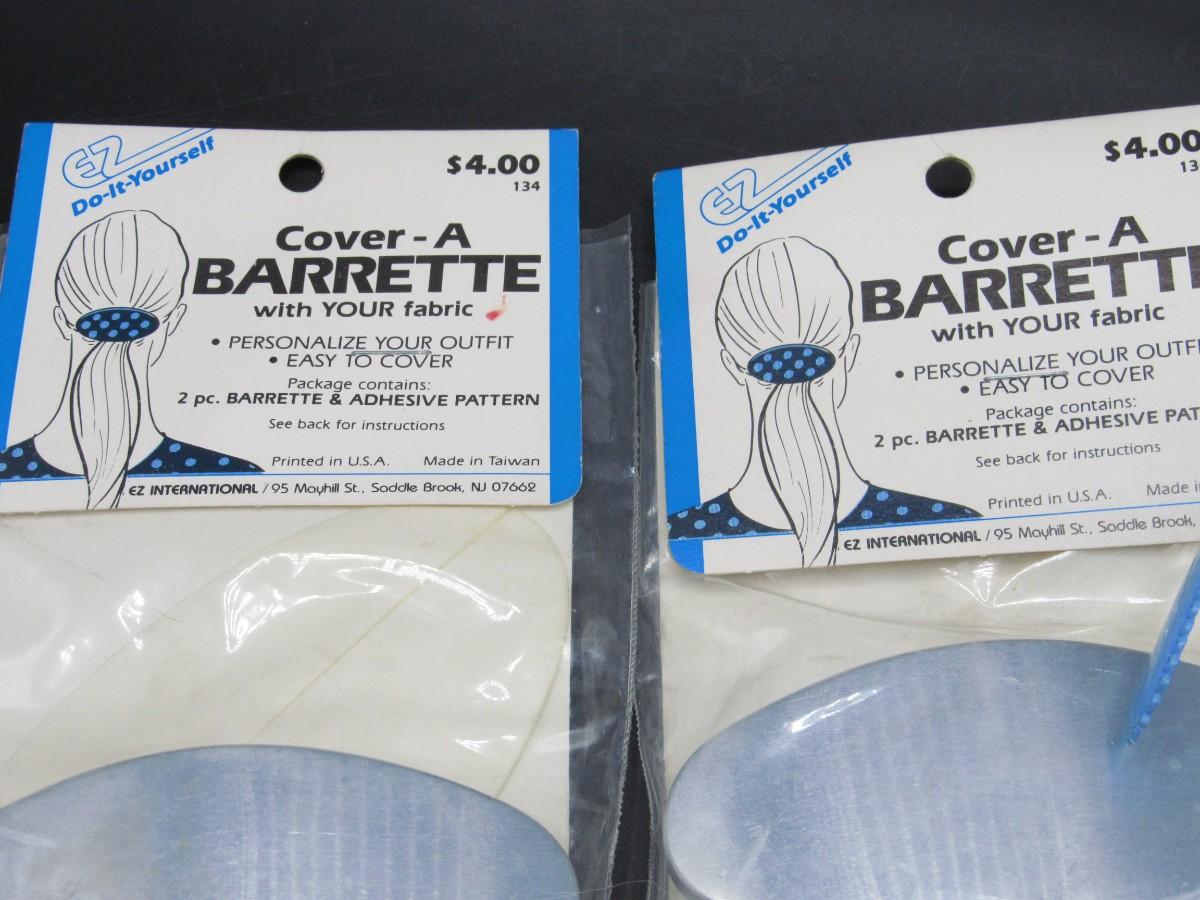 EZ
Do-It-Yourself
$4.00
134
Cover-A
BARRETTE
with YOUR fabric
• PERSONALIZE YOUR OUTFIT
• EASY TO COVER
Package contains:
2 pc. BARRETTE & ADHESIVE PATTERN
See back for instructions
Printed in U.S.A. Made in Taiwan
EZ INTERNATIONAL / 95 Mayhill St., Saddle Brook, NJ 07662
EZ
Do-It-Yourself
$4.00
13
Cover-A
BARRETTE
with YOUR fabric
• PERSONALIZE YOUR OUTFI
• EASY TO COVER
Package contains:
2 pc. BARRETTE & ADHESIVE PAT
See back for instructions
Printed in U.S.A. Made i
EZ INTERNATIONAL / 95 Mayhill St., Saddle Brook,